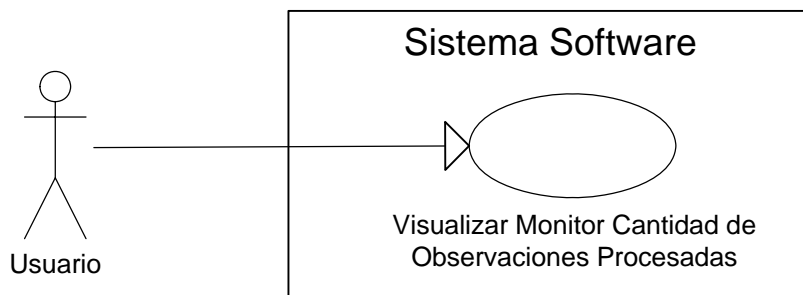 Sistema Software
Visualizar Monitor Cantidad de
Observaciones Procesadas
Usuario